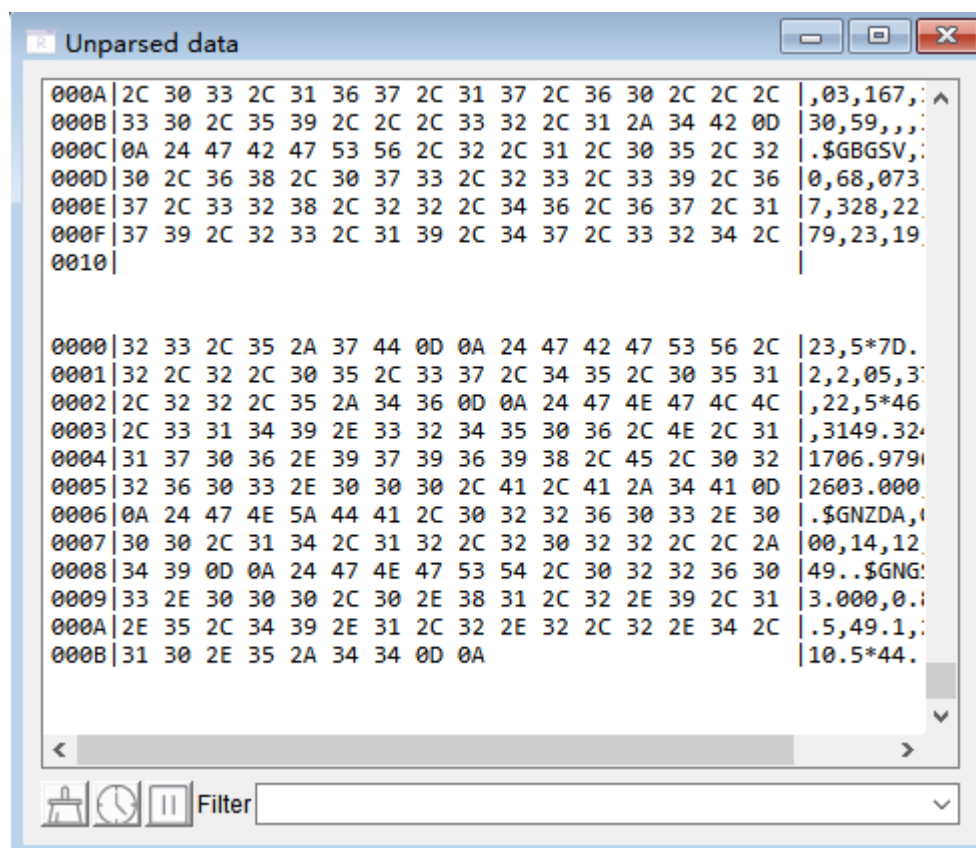 Unparsed data
000A|2C 30 33 2C 31 36 37 2C 31 37 2C 36 30 2C 2C 2C |,03,167,
000B|33 30 2C 35 39 2C 2C 2C 33 32 2C 31 2A 34 42 0D |30,59,,,
000C|0A 24 47 42 47 53 56 2C 32 2C 31 2C 30 35 2C 32 |.$GBGSV,
000D|30 2C 36 38 2C 30 37 33 2C 32 33 2C 33 39 2C 36 |0,68,073
000E|37 2C 33 32 38 2C 32 32 2C 34 36 2C 36 37 2C 31 |7,328,22
000F|37 39 2C 32 33 2C 31 39 2C 34 37 2C 33 32 34 2C |79,23,19
0010| |
0000|32 33 2C 35 2A 37 44 0D 0A 24 47 42 47 53 56 2C |23,5*7D.
0001|32 2C 32 2C 30 35 2C 33 37 2C 34 35 2C 30 35 31 |2,2,05,3
0002|2C 32 32 2C 35 2A 34 36 0D 0A 24 47 4E 47 4C 4C |,22,5*46
0003|2C 33 31 34 39 2E 33 32 34 35 30 36 2C 4E 2C 31 |,3149.324
0004|31 37 30 36 2E 39 37 39 36 39 38 2C 45 2C 30 32 |1706.979
0005|32 36 30 33 2E 30 30 30 2C 41 2C 41 2A 34 41 0D |2603.000
0006|0A 24 47 4E 5A 44 41 2C 30 32 32 36 30 33 2E 30 |.$GNZDA,
0007|30 30 2C 31 34 2C 31 32 2C 32 30 32 32 2C 2C 2A |00,14,12
0008|34 39 0D 0A 24 47 4E 47 53 54 2C 30 32 32 36 30 |49..$GNG
0009|33 2E 30 30 30 2C 30 2E 38 31 2C 32 2E 39 2C 31 |3.000,0.
000A|2E 35 2C 34 39 2E 31 2C 32 2E 32 2C 32 2E 34 2C |.5,49.1,
000B|31 30 2E 35 2A 34 34 0D 0A |10.5*44.
Filter